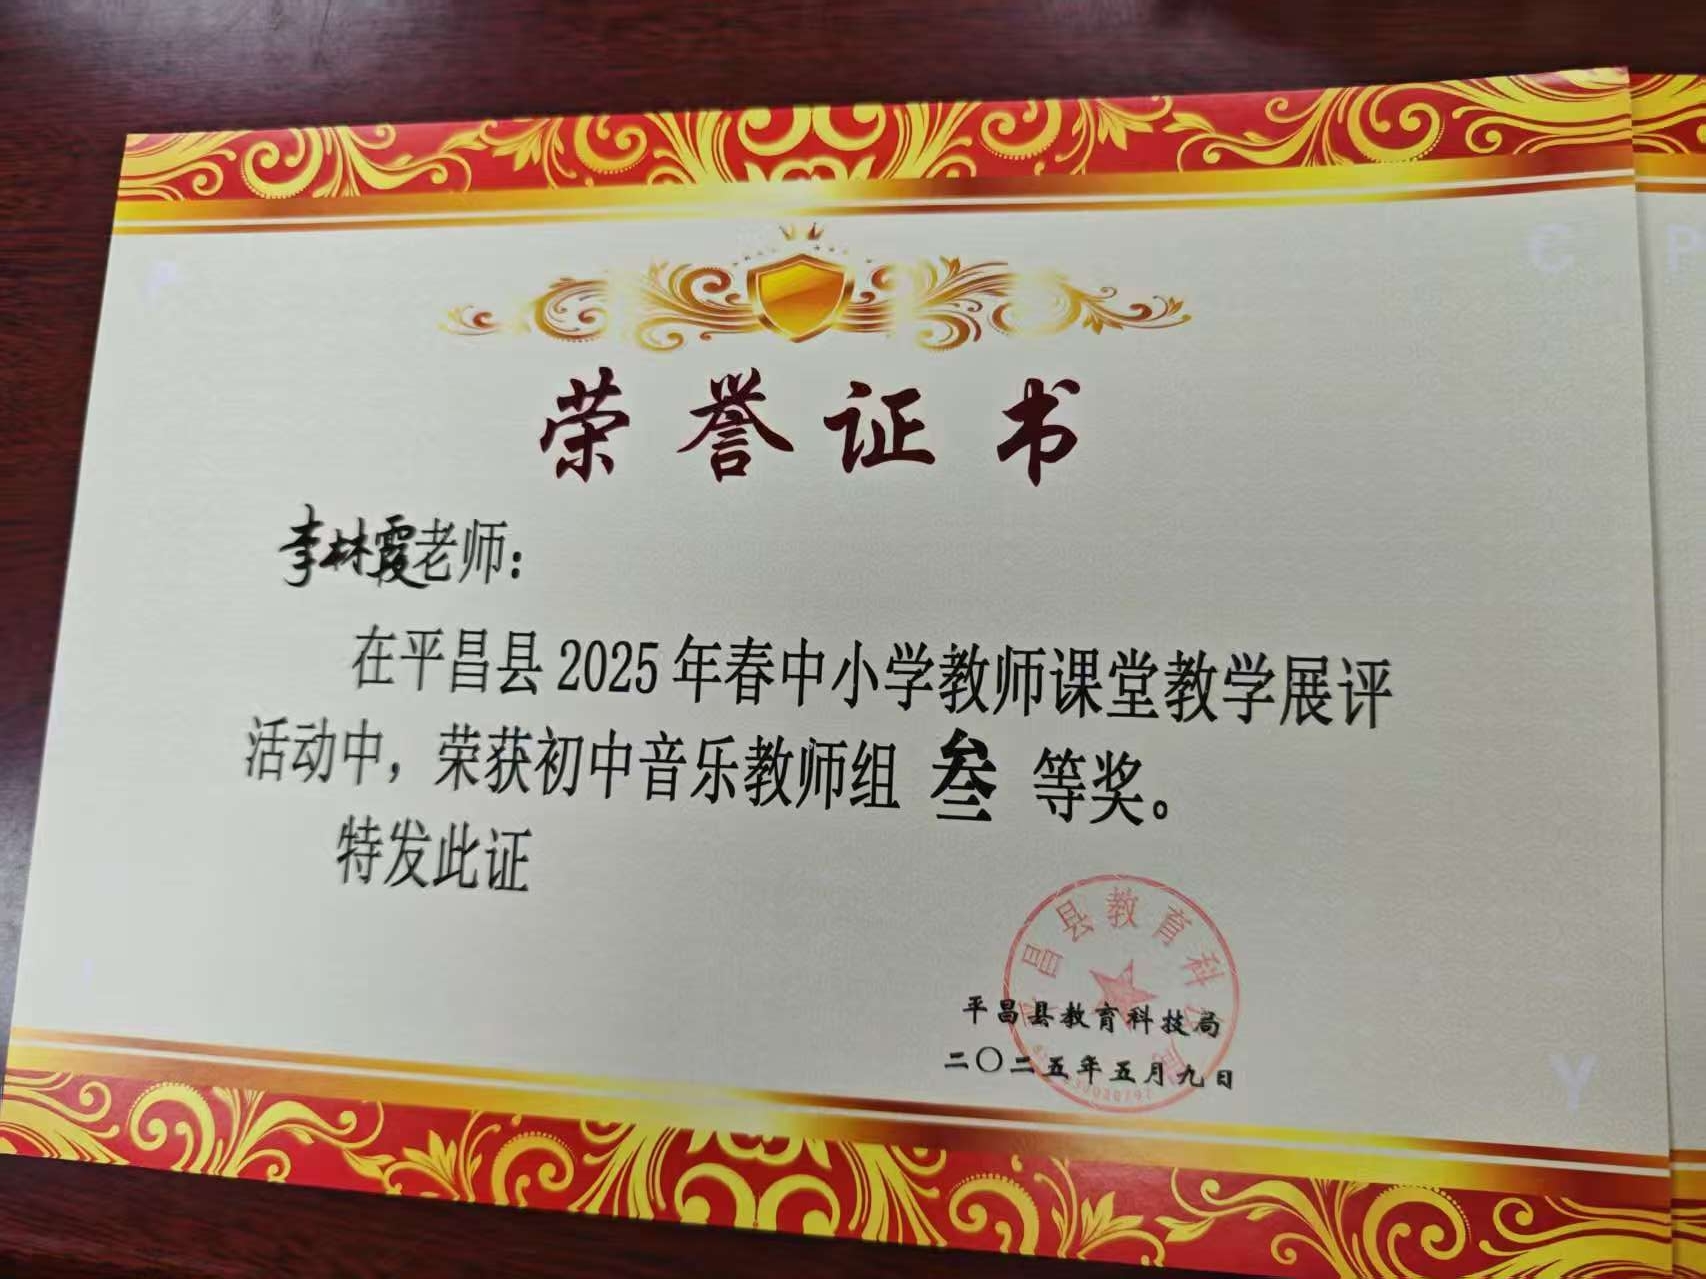 荣誉证书
李林霞老师：
在平昌县2025年春中小学教师课堂教学展评
活动中，荣获初中音乐教师组 叁 等奖。
特发此证
平昌县教育科技局
二〇二五年五月九日